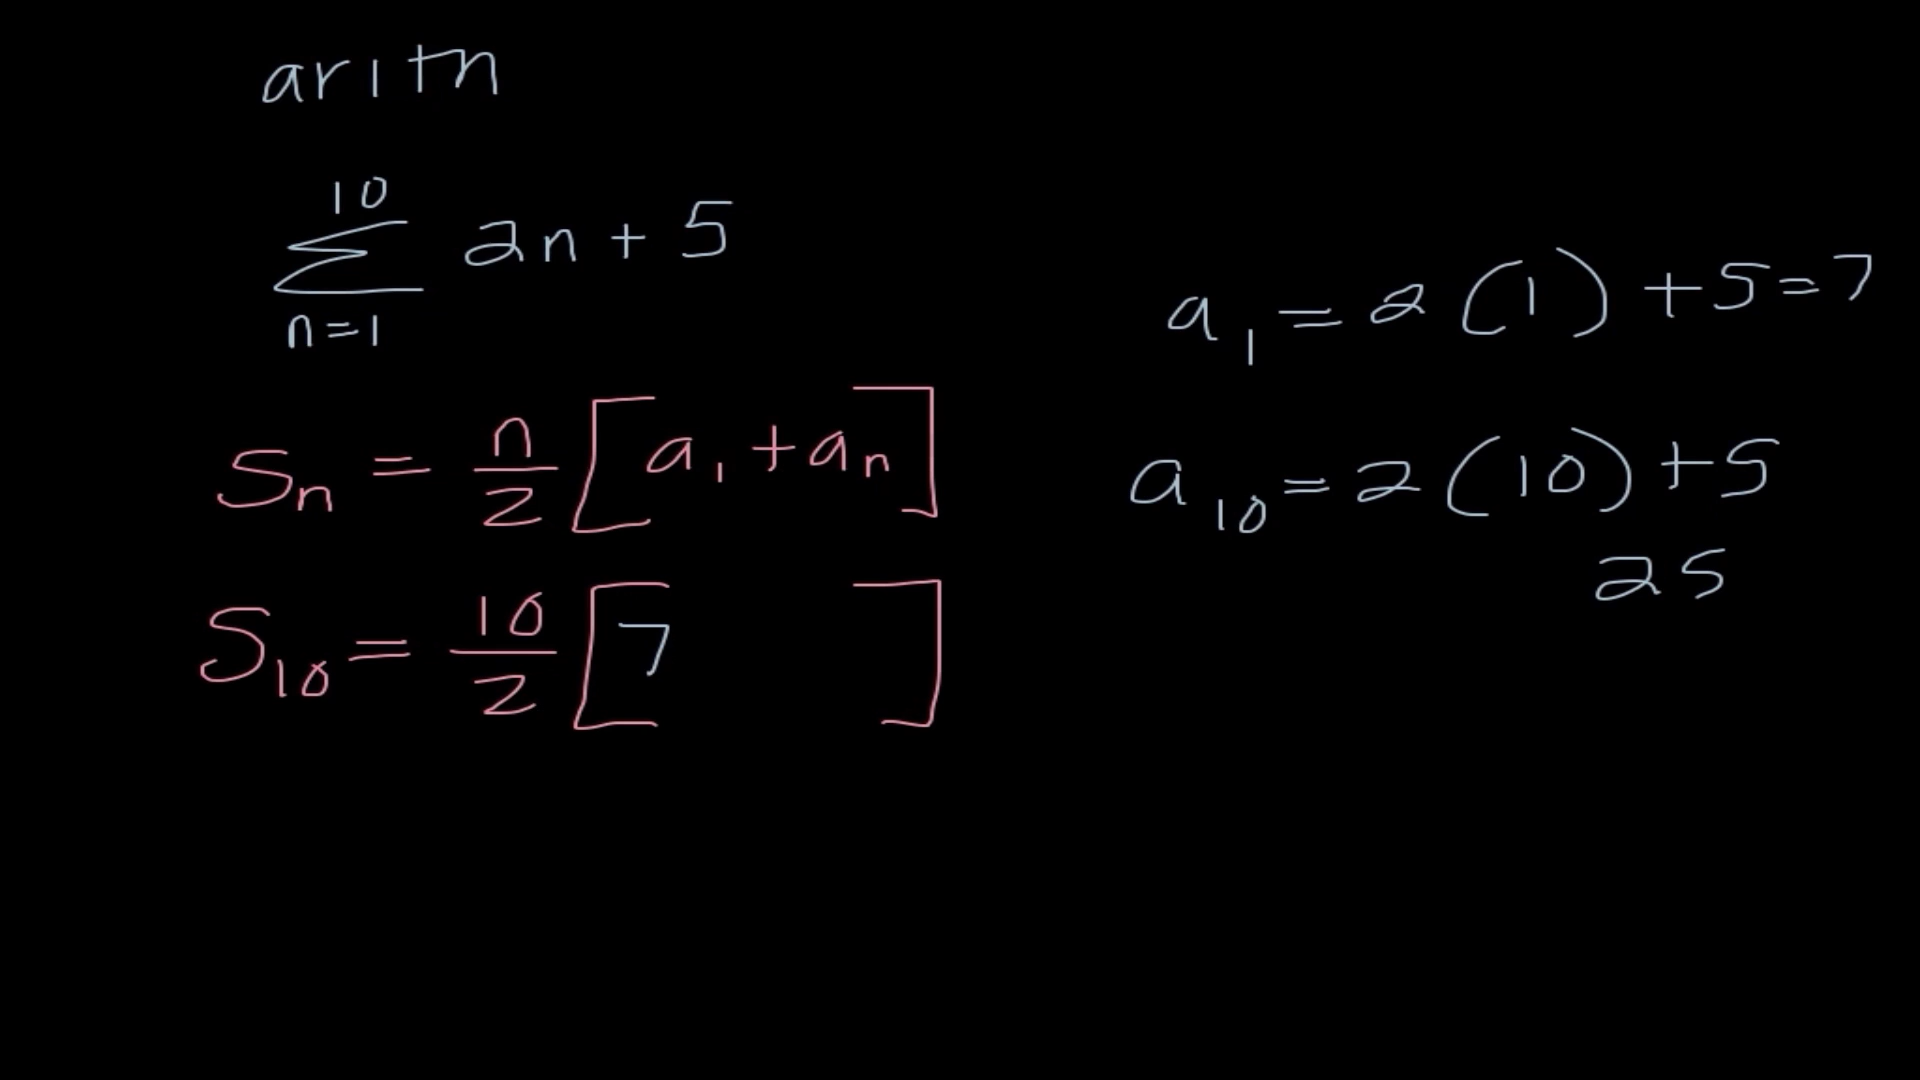 arith
10
∑ 2n + 5
n=1
Sn = n/2 [a1 + an]
S10 = 10/2 [7 ]
a1 = 2(1) + 5 = 7
a10 = 2(10) + 5
25